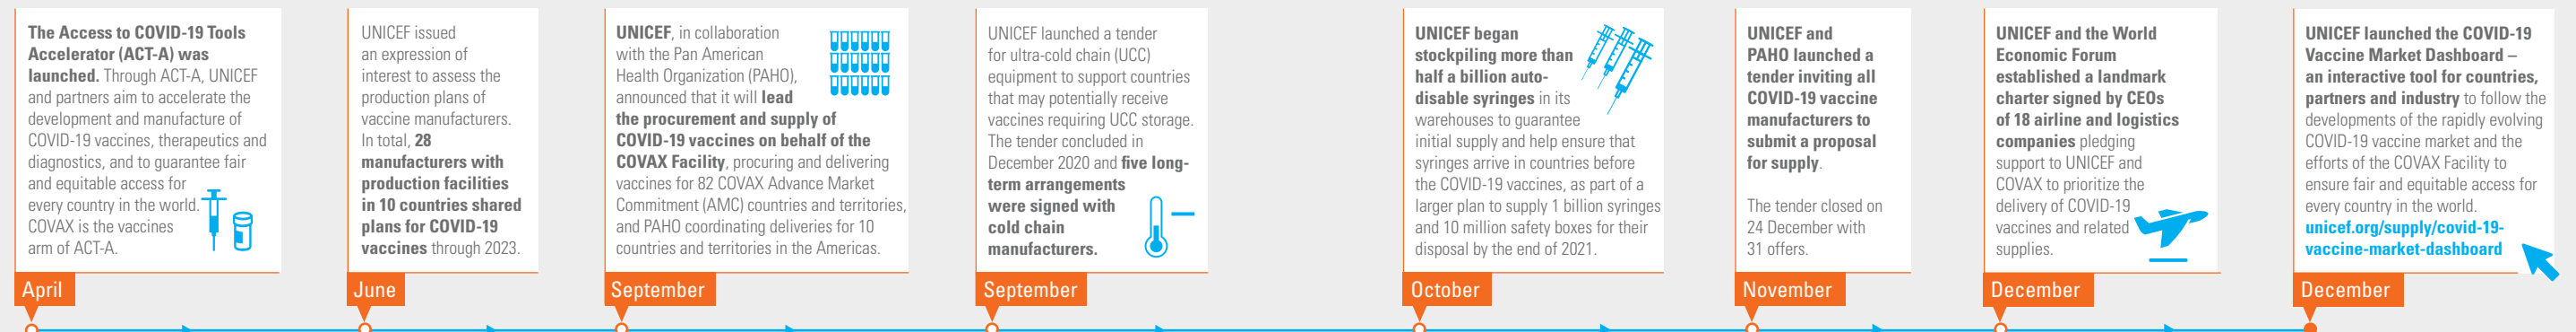 The Access to COVID-19 Tools
Accelerator (ACT-A) was
launched. Through ACT-A, UNICEF
and partners aim to accelerate the
development and manufacture of
COVID-19 vaccines, therapeutics and
diagnostics, and to guarantee fair
and equitable access for
every country in the world.
COVAX is the vaccines
arm of ACT-A.
April
UNICEF issued
an expression of
interest to assess the
production plans of
vaccine manufacturers.
In total, 28
manufacturers with
production facilities
in 10 countries shared
plans for COVID-19
vaccines through 2023.
June
UNICEF, in collaboration
with the Pan American
Health Organization (PAHO),
announced that it will lead
the procurement and supply of
COVID-19 vaccines on behalf of the
COVAX Facility, procuring and delivering
vaccines for 82 COVAX Advance Market
Commitment (AMC) countries and territories,
and PAHO coordinating deliveries for 10
countries and territories in the Americas.
September
UNICEF launched a tender
for ultra-cold chain (UCC)
equipment to support countries
that may potentially receive
vaccines requiring UCC storage.
The tender concluded in
December 2020 and five long-
term arrangements
were signed with
cold chain
manufacturers.
September
UNICEF began
stockpiling more than
half a billion auto-
disable syringes in its
warehouses to guarantee
initial supply and help ensure that
syringes arrive in countries before
the COVID-19 vaccines, as part of a
larger plan to supply 1 billion syringes
and 10 million safety boxes for their
disposal by the end of 2021.
October
UNICEF and
PAHO launched a
tender inviting all
COVID-19 vaccine
manufacturers to
submit a proposal
for supply.
The tender closed on
24 December with
31 offers.
November
UNICEF and the World
Economic Forum
established a landmark
charter signed by CEOs
of 18 airline and logistics
companies pledging
support to UNICEF and
COVAX to prioritize the
delivery of COVID-19
vaccines and related
supplies.
December
UNICEF launched the COVID-19
Vaccine Market Dashboard –
an interactive tool for countries,
partners and industry to follow the
developments of the rapidly evolving
COVID-19 vaccine market and the
efforts of the COVAX Facility to
ensure fair and equitable access for
every country in the world.
unicef.org/supply/covid-19-
vaccine-market-dashboard
December